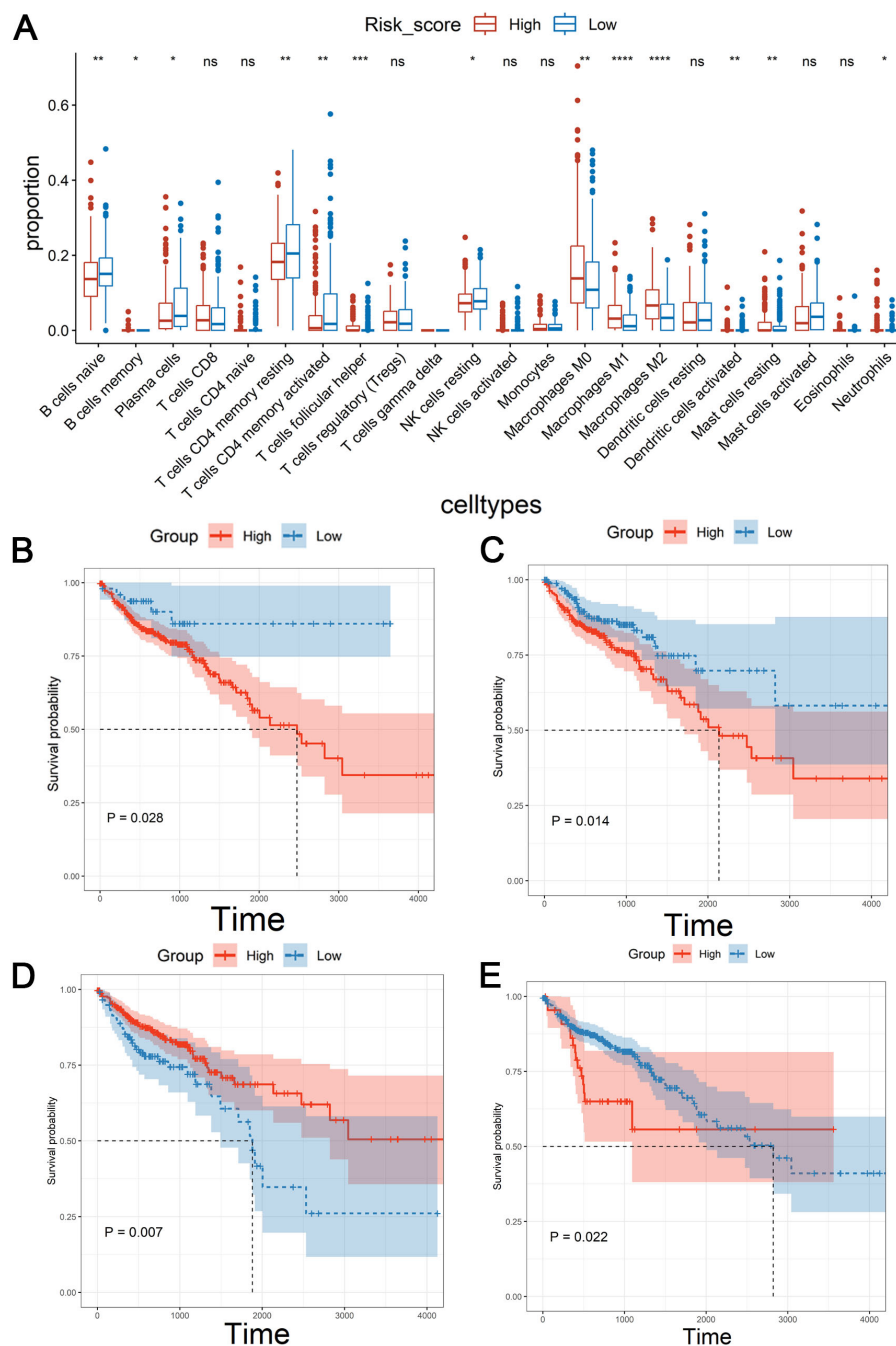 A
Risk_score High Low
** * * ns ns ** ** *** ns * ns ns ** **** **** ns ** ** ns ns *
proportion
0.6
0.4
0.2
0.0
B cells naive
B cells memory
Plasma cells
T cells CD8
T cells CD4 naive
T cells CD4 memory resting
T cells CD4 memory activated
T cells follicular helper
T cells regulatory (Tregs)
T cells gamma delta
NK cells resting
NK cells activated
Monocytes
Macrophages M0
Macrophages M1
Macrophages M2
Dendritic cells resting
Dendritic cells activated
Mast cells resting
Mast cells activated
Eosinophils
Neutrophils
celltypes
B
Group High Low
Survival probability
1.00
0.75
0.50
0.25
0.00
P = 0.028
0 1000 2000 3000 4000
Time
C
Group High Low
Survival probability
1.00
0.75
0.50
0.25
0.00
P = 0.014
0 1000 2000 3000 4000
Time
D
Group High Low
Survival probability
1.00
0.75
0.50
0.25
0.00
P = 0.007
0 1000 2000 3000 4000
Time
E
Group High Low
Survival probability
1.00
0.75
0.50
0.25
0.00
P = 0.022
0 1000 2000 3000 4000
Time